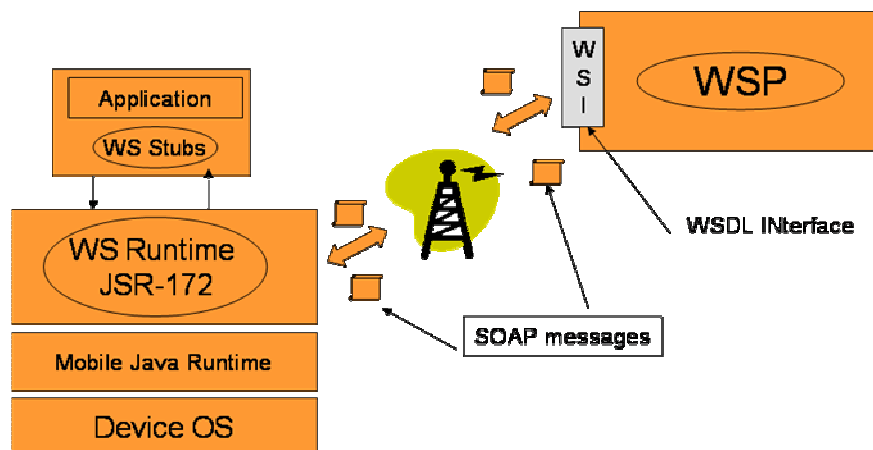 Application
WS Stubs
WS Runtime
JSR-172
Mobile Java Runtime
Device OS
W
S
I
WSP
WSDL INterface
SOAP messages